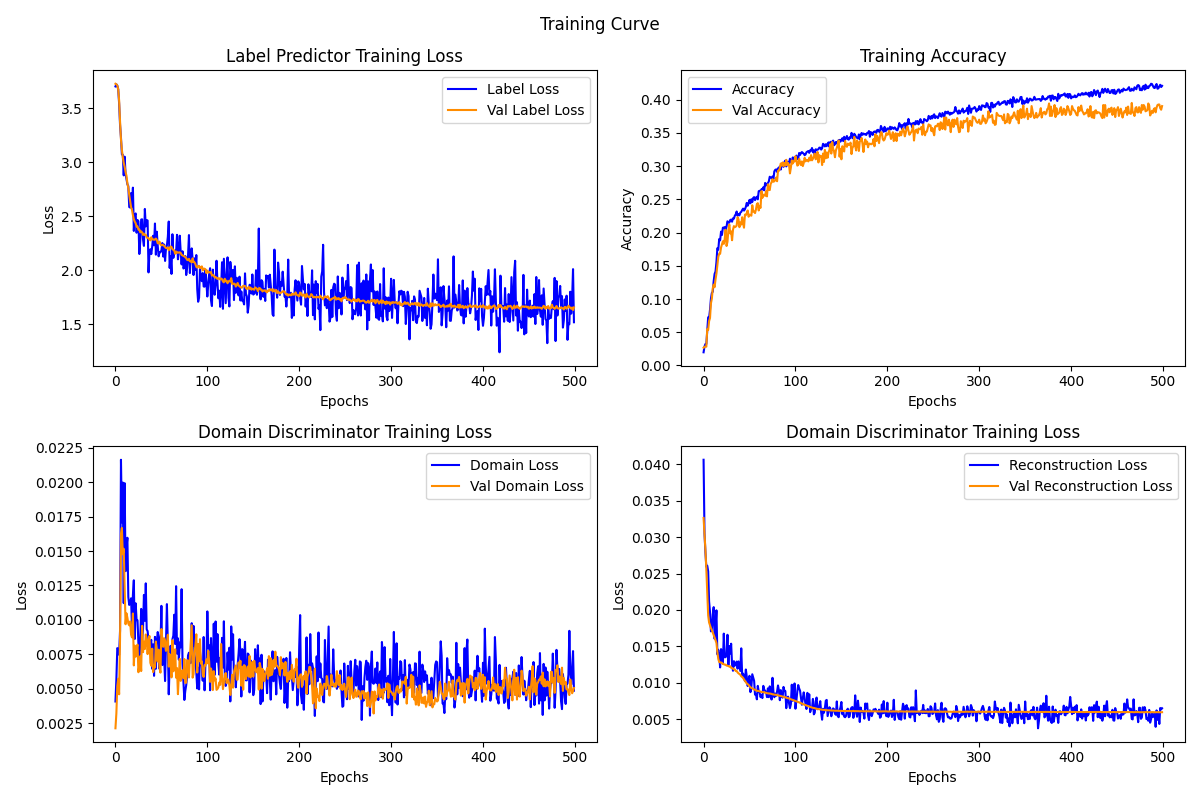 Training Curve
Label Predictor Training Loss
Loss
3.5
3.0
2.5
2.0
1.5
Label Loss
Val Label Loss
0 100 200 300 400 500
Epochs
Training Accuracy
Accuracy
0.40
0.35
0.30
0.25
0.20
0.15
0.10
0.05
0.00
Accuracy
Val Accuracy
0 100 200 300 400 500
Epochs
Domain Discriminator Training Loss
Loss
0.0225
0.0200
0.0175
0.0150
0.0125
0.0100
0.0075
0.0050
0.0025
Domain Loss
Val Domain Loss
0 100 200 300 400 500
Epochs
Domain Discriminator Training Loss
Loss
0.040
0.035
0.030
0.025
0.020
0.015
0.010
0.005
Reconstruction Loss
Val Reconstruction Loss
0 100 200 300 400 500
Epochs